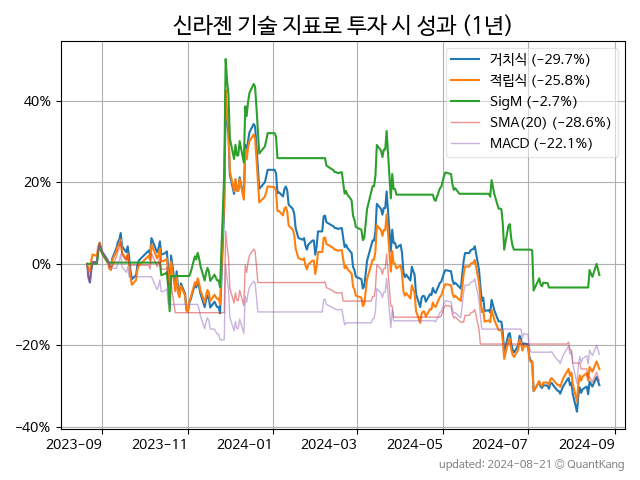 신라젠 기술 지표로 투자 시 성과 (1년)
거치식 (−29.7%)
적립식 (−25.8%)
SigM (−2.7%)
SMA(20) (−28.6%)
MACD (−22.1%)
40%
20%
0%
−20%
−40%
2023-09 2023-11 2024-01 2024-03 2024-05 2024-07 2024-09
updated: 2024-08-21 © QuantKang